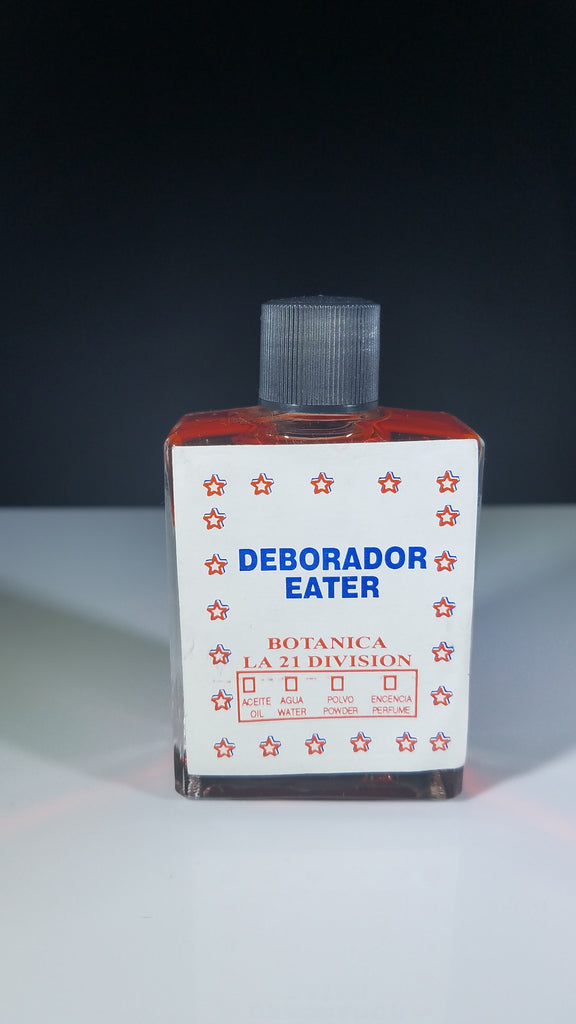 DEBORADOR
EATER
BOTANICA
LA 21 DIVISION
ACEITE AGUA POLVO ENCENCIA
OIL WATER POWDER PERFUME